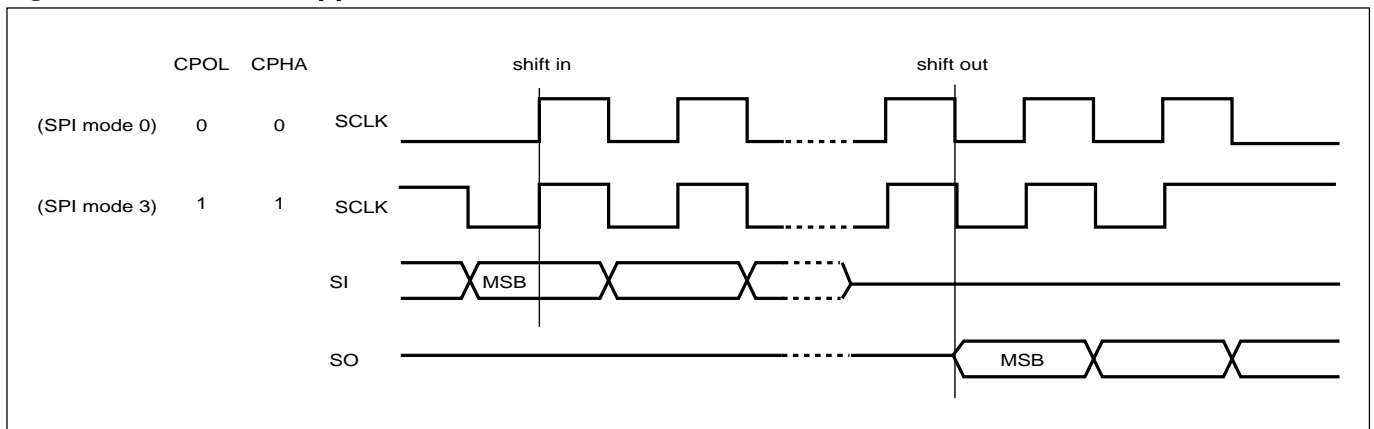 CPOL CPHA shift in shift out
(SPI mode 0) 0 0 SCLK
(SPI mode 3) 1 1 SCLK
SI MSB
SO MSB